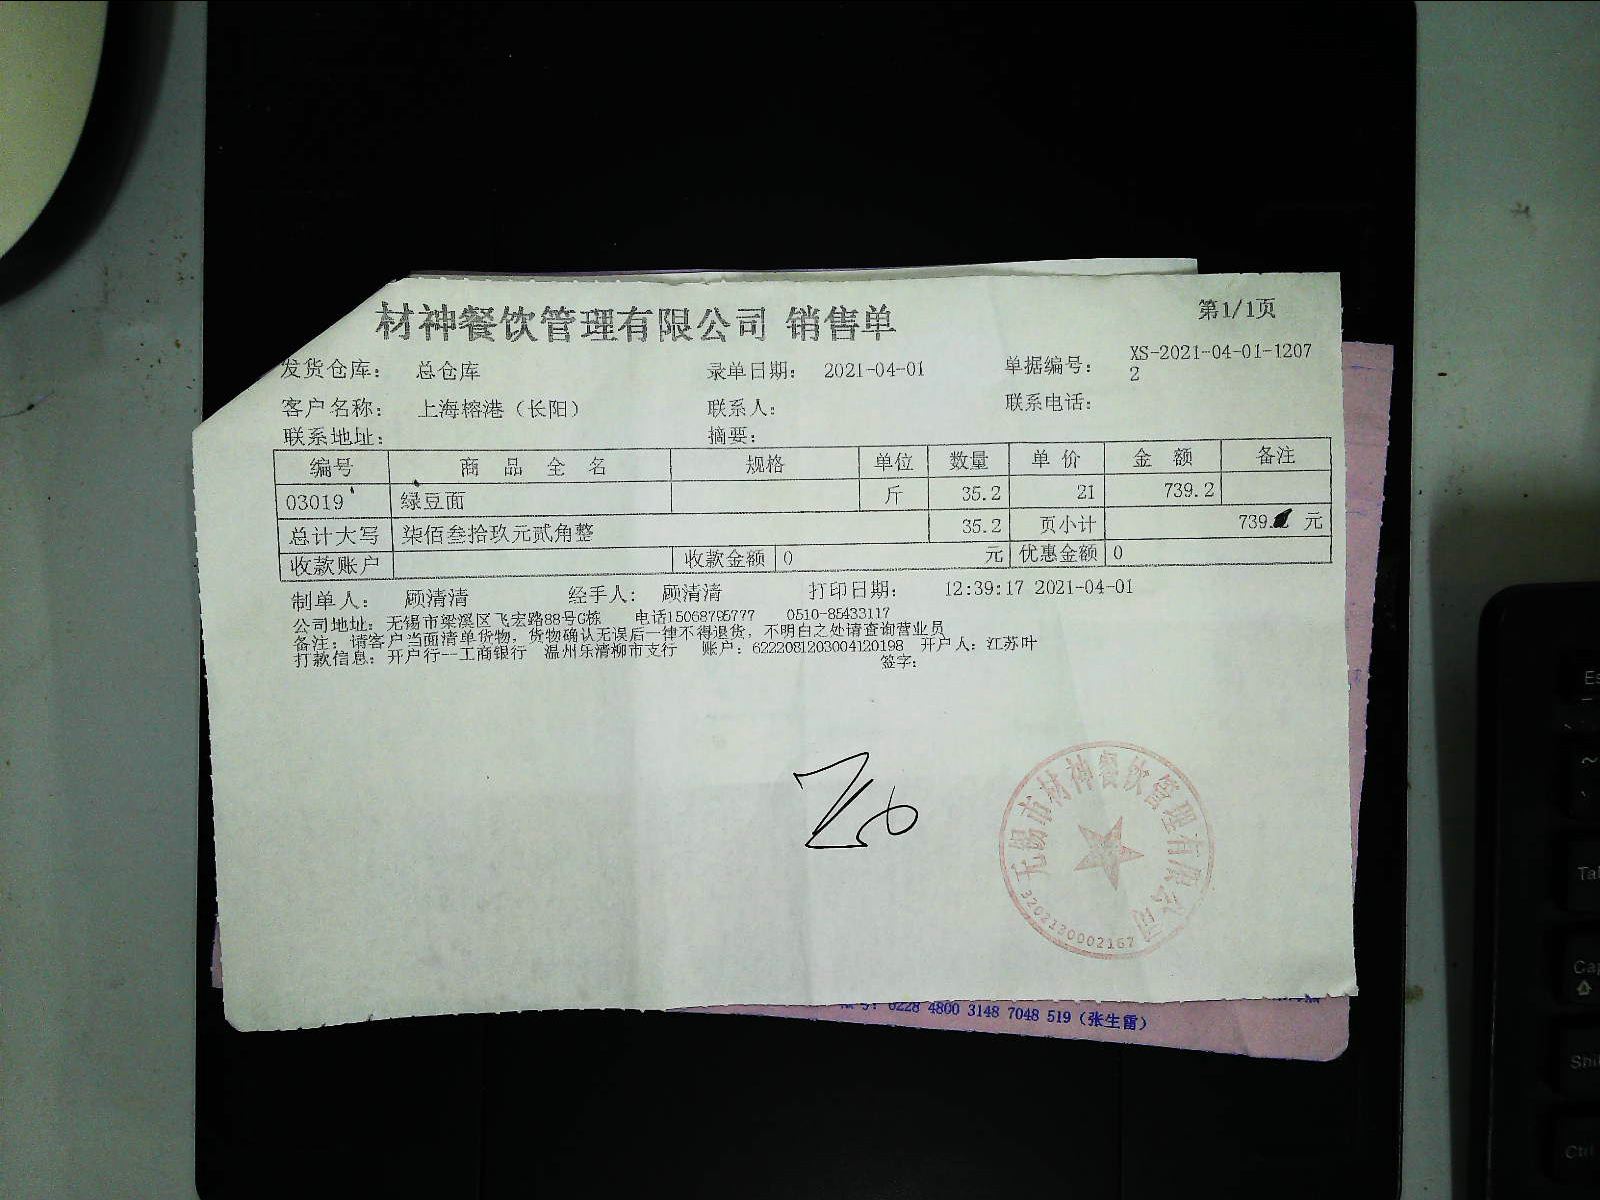 材神餐饮管理有限公司 销售单 第1/1页
发货仓库： 总仓库 录单日期： 2021-04-01 单据编号： XS-2021-04-01-1207
2
客户名称： 上海榕港（长阳） 联系人： 联系电话：
联系地址： 摘要：
编号 商品全名 规格 单位 数量 单价 金额 备注
03019 绿豆面 斤 35.2 21 739.2
总计大写 柒佰叁拾玖元贰角整 35.2 页小计 739. 元
收款账户 收款金额 0 元 优惠金额 0
制单人： 顾清清 经手人： 顾清清 打印日期： 12:39:17 2021-04-01
公司地址：无锡市梁溪区飞宏路88号G栋 电话15068795777 0510-85433117
备注：请客户当面清单货物，货物确认无误后一律不得退货，不明白之处请查询营业员
打款信息：开户行--工商银行 温州乐清柳市支行 账户：6222081203004120198 开户人：江苏叶
签字：
无锡市材神餐饮管理有限公司
3202130002167
6228 4800 3148 7048 519（张生雷）
Tab